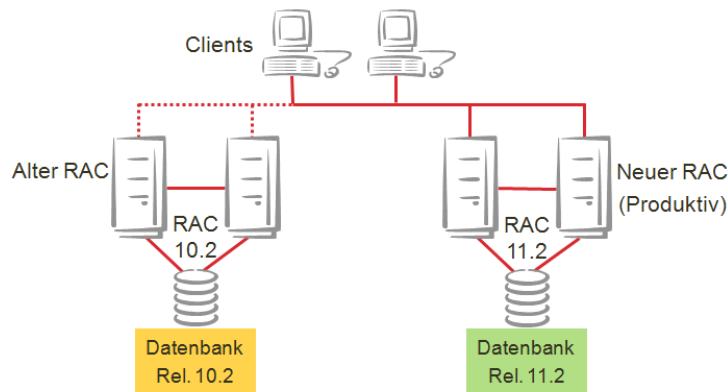 Clients
Alter RAC
RAC
10.2
RAC
11.2
Neuer RAC
(Produktiv)
Datenbank
Rel. 10.2
Datenbank
Rel. 11.2